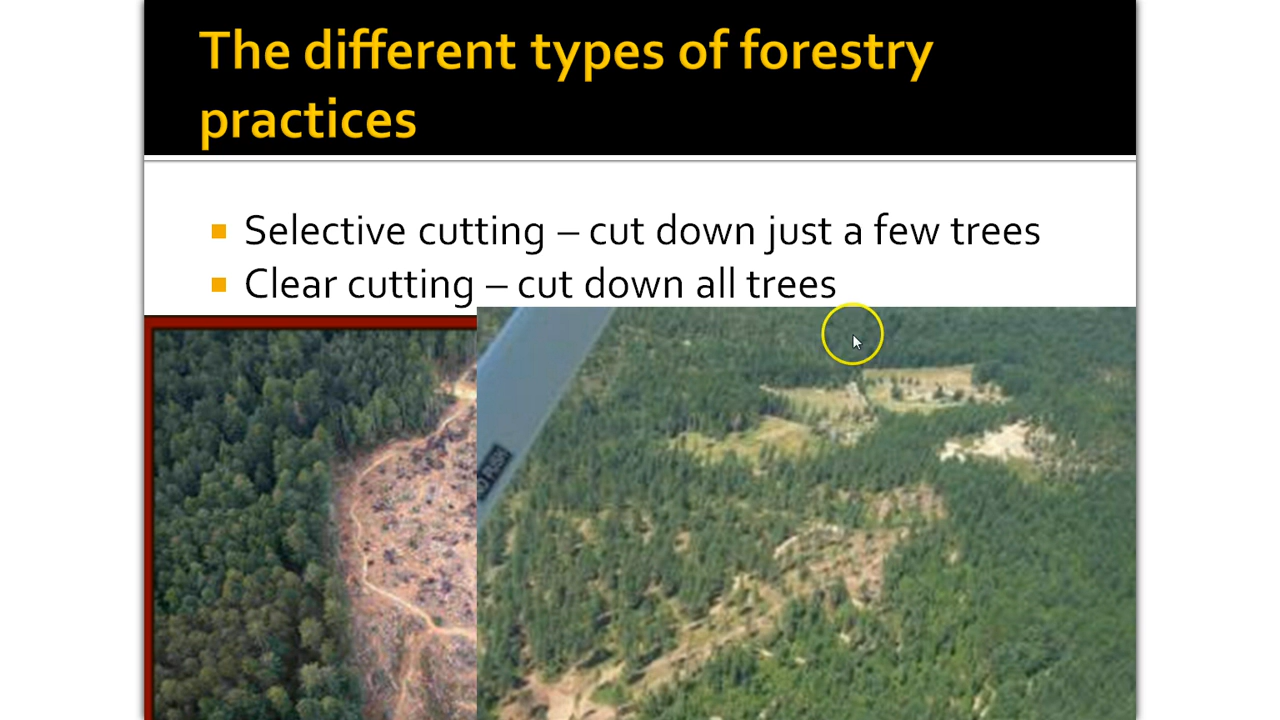 The different types of forestry
practices
Selective cutting – cut down just a few trees
Clear cutting – cut down all trees